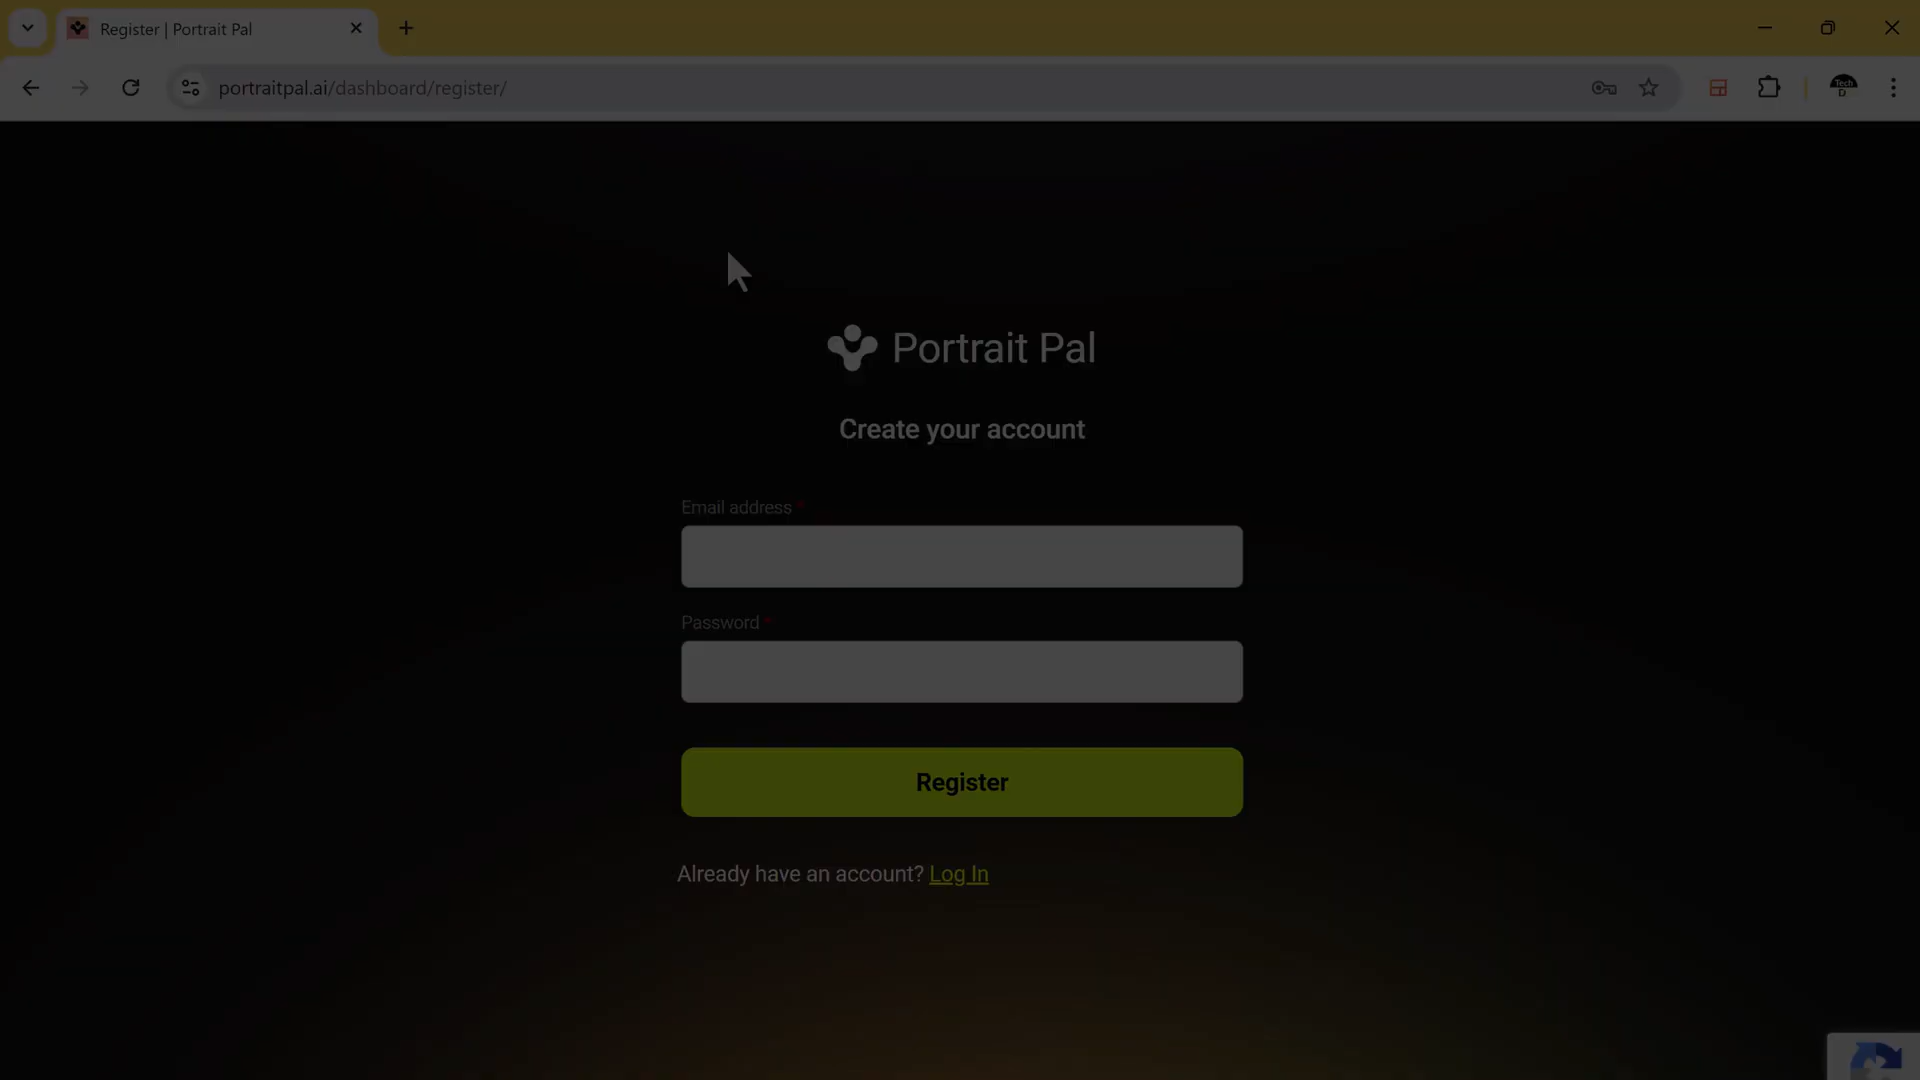 Register | Portrait Pal
portraitpal.ai/dashboard/register/
Tech
D
Portrait Pal
Create your account
Email address *
Password *
Register
Already have an account? Log In